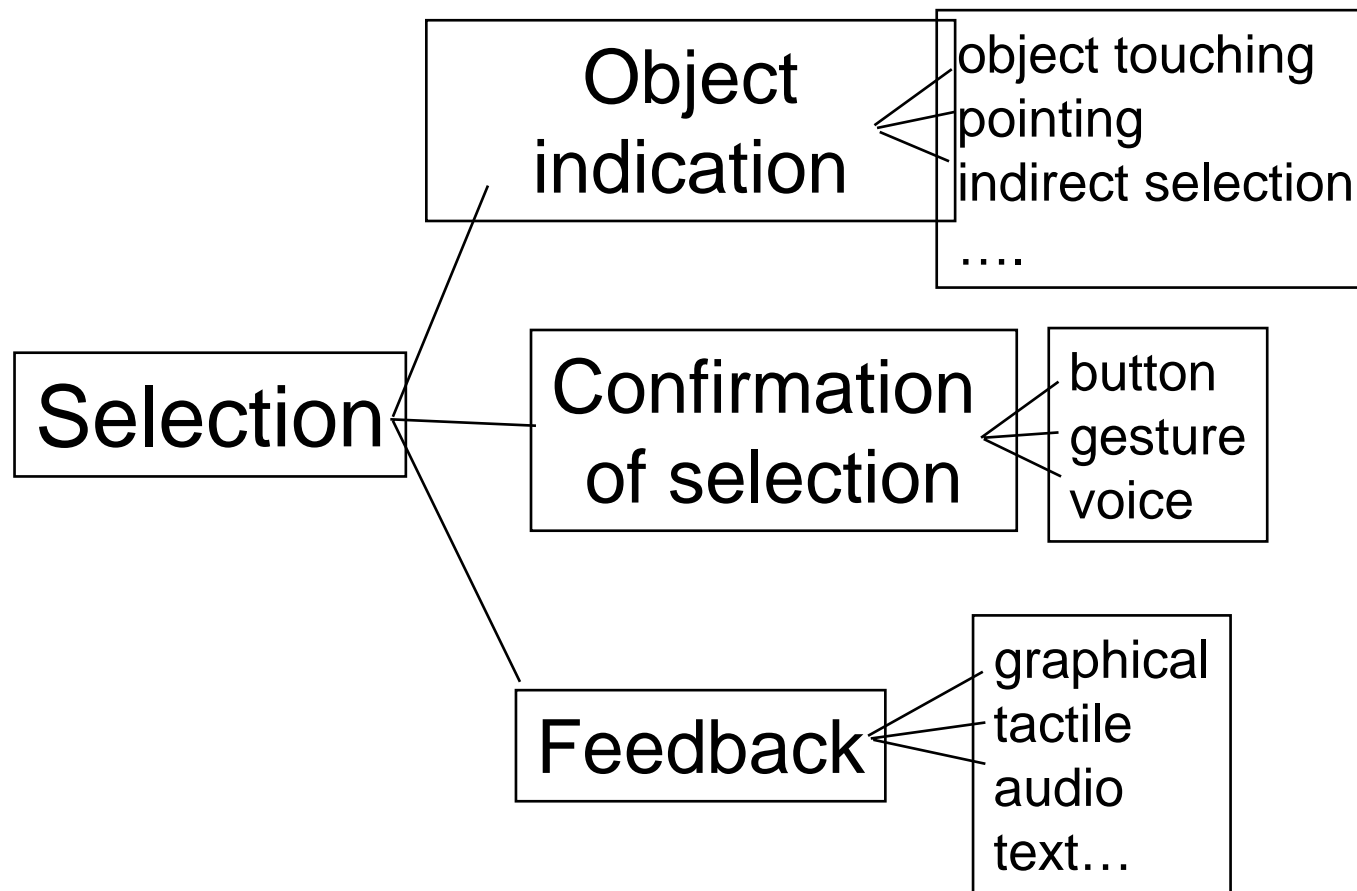 Selection
Object
indication
object touching
pointing
indirect selection
….
Confirmation
of selection
button
gesture
voice
Feedback
graphical
tactile
audio
text…